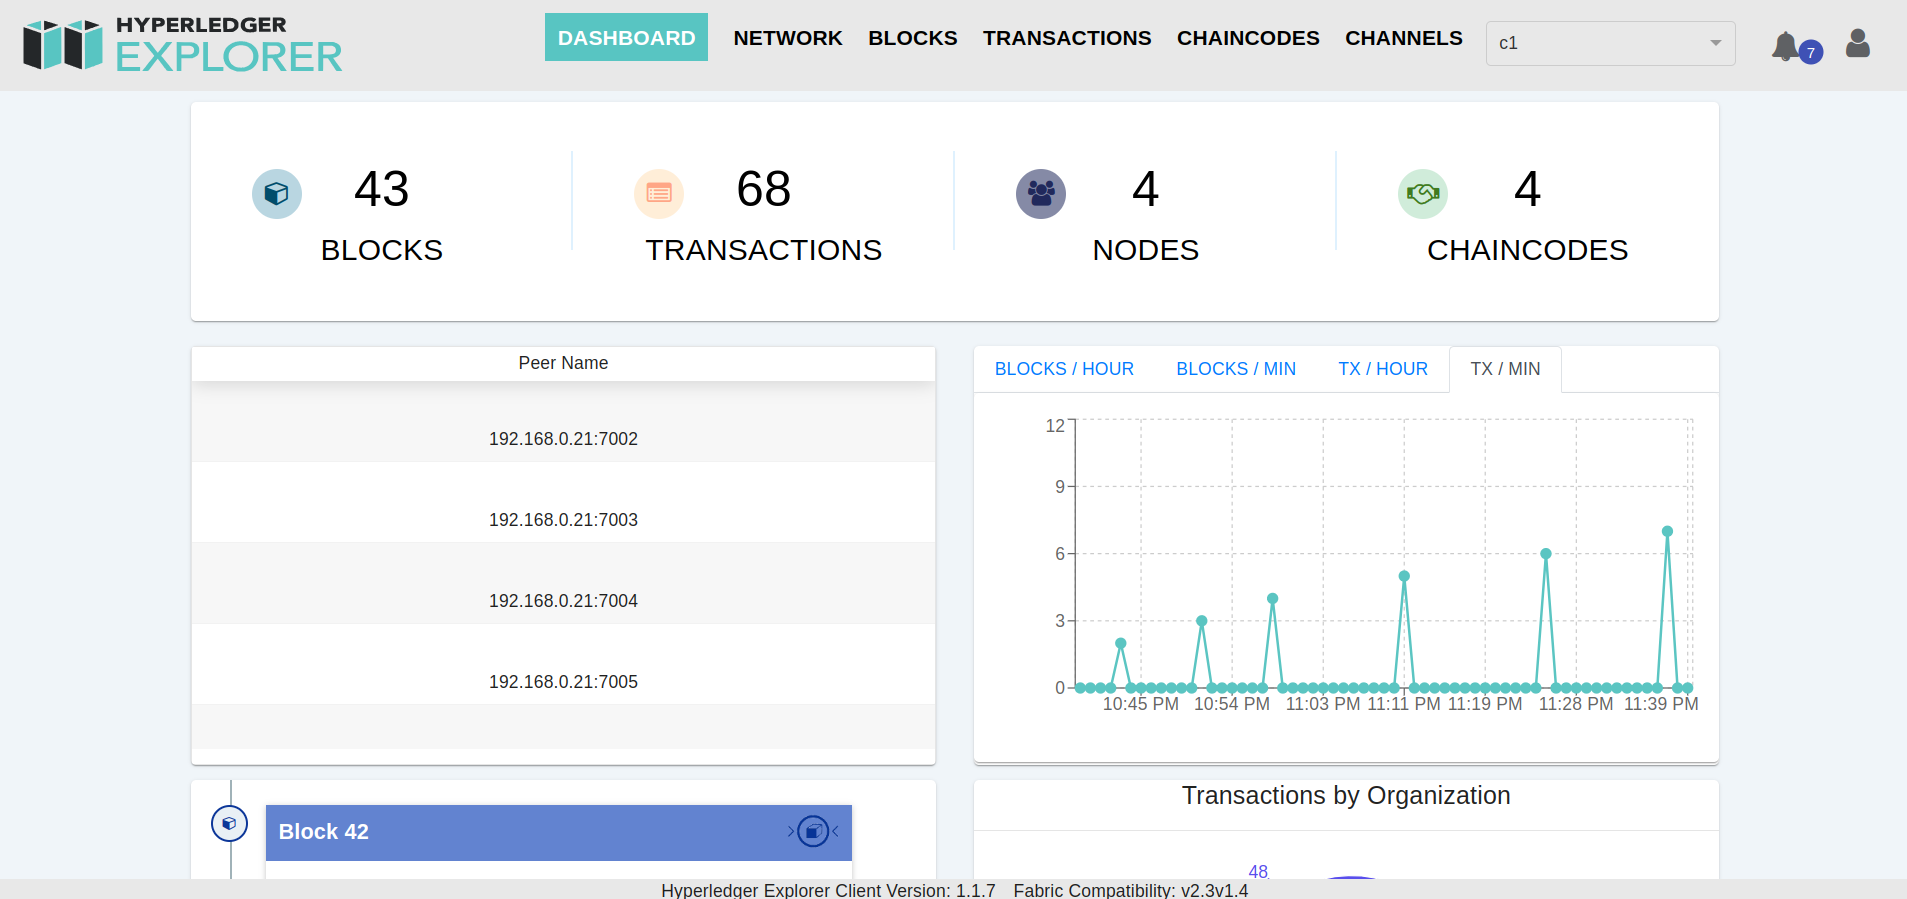 HYPERLEDGER
EXPLORER
DASHBOARD NETWORK BLOCKS TRANSACTIONS CHAINCODES CHANNELS
c1
7
43
BLOCKS
68
TRANSACTIONS
4
NODES
4
CHAINCODES
Peer Name
192.168.0.21:7002
192.168.0.21:7003
192.168.0.21:7004
192.168.0.21:7005
BLOCKS / HOUR BLOCKS / MIN TX / HOUR TX / MIN
12
9
6
3
0
10:45 PM 10:54 PM 11:03 PM 11:11 PM 11:19 PM 11:28 PM 11:39 PM
Block 42
Transactions by Organization
48
Hyperledger Explorer Client Version: 1.1.7 Fabric Compatibility: v2.3v1.4